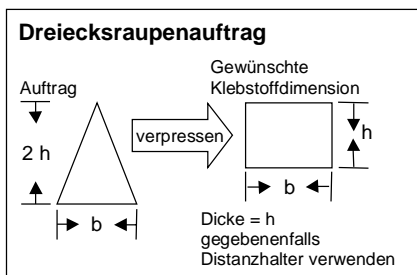 Dreiecksraupenauftrag
Auftrag
2 h
b
verpressen
Gewünschte
Klebstoffdimension
h
b
Dicke = h
gegebenenfalls
Distanzhalter verwenden